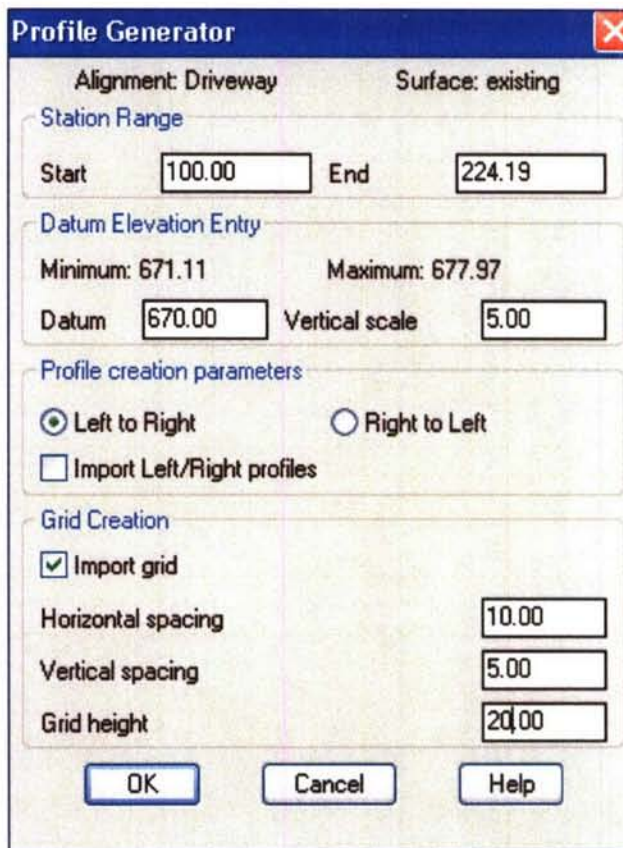 Profile Generator
Alignment: Driveway Surface: existing
Station Range
Start 100.00 End 224.19
Datum Elevation Entry
Minimum: 671.11 Maximum: 677.97
Datum 670.00 Vertical scale 5.00
Profile creation parameters
Left to Right Right to Left
Import Left/Right profiles
Grid Creation
Import grid
Horizontal spacing 10.00
Vertical spacing 5.00
Grid height 20.00
OK Cancel Help